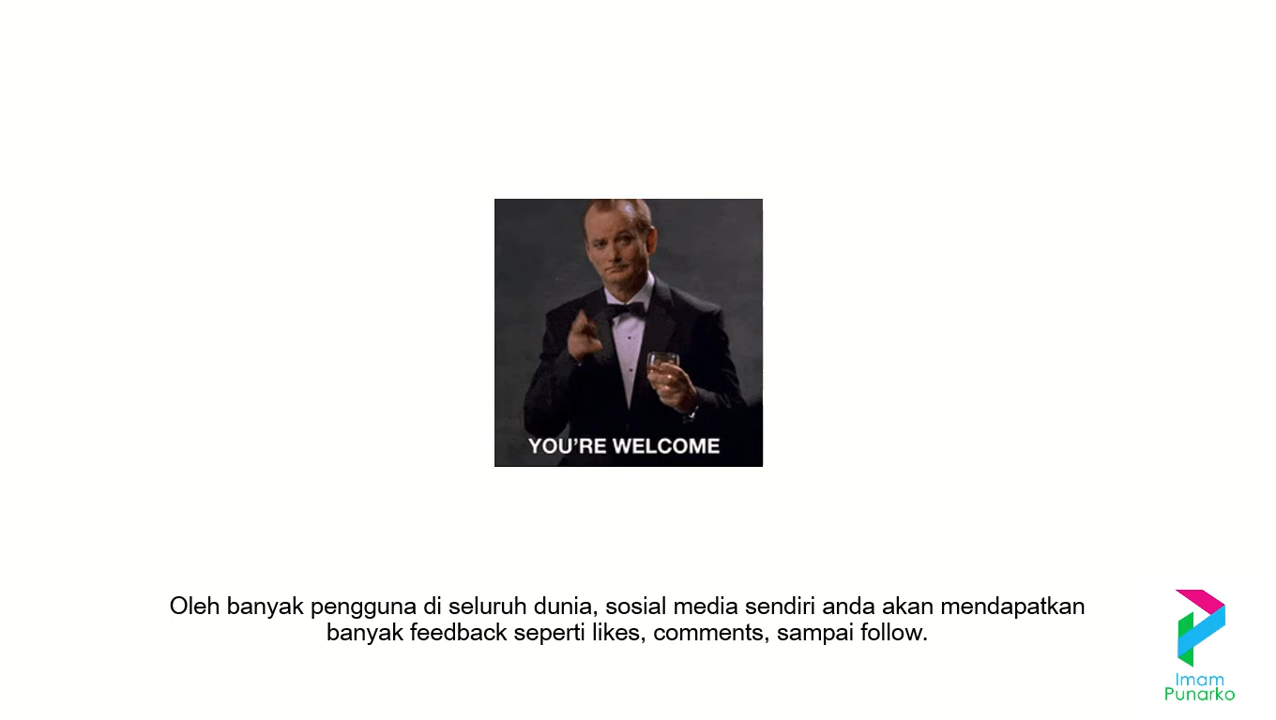 YOU'RE WELCOME
Oleh banyak pengguna di seluruh dunia, sosial media sendiri anda akan mendapatkan
banyak feedback seperti likes, comments, sampai follow.
Imam
Punarko